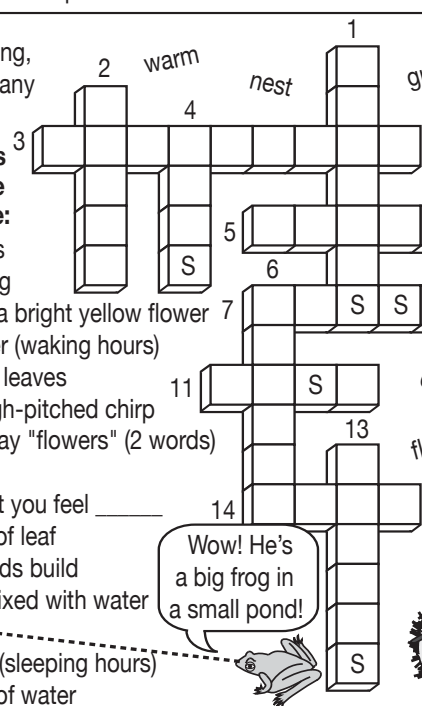 1
ng,
2 warm
any
nest
4
s 3
e
e:
s
5
S
g
6
a bright yellow flower 7 S S
er (waking hours)
leaves
11 S
gh-pitched chirp
ay "flowers" (2 words)
13
t you feel ______
14
of leaf
ds build
ixed with water
Wow! He's
a big frog in
a small pond!
(sleeping hours)
S
of water